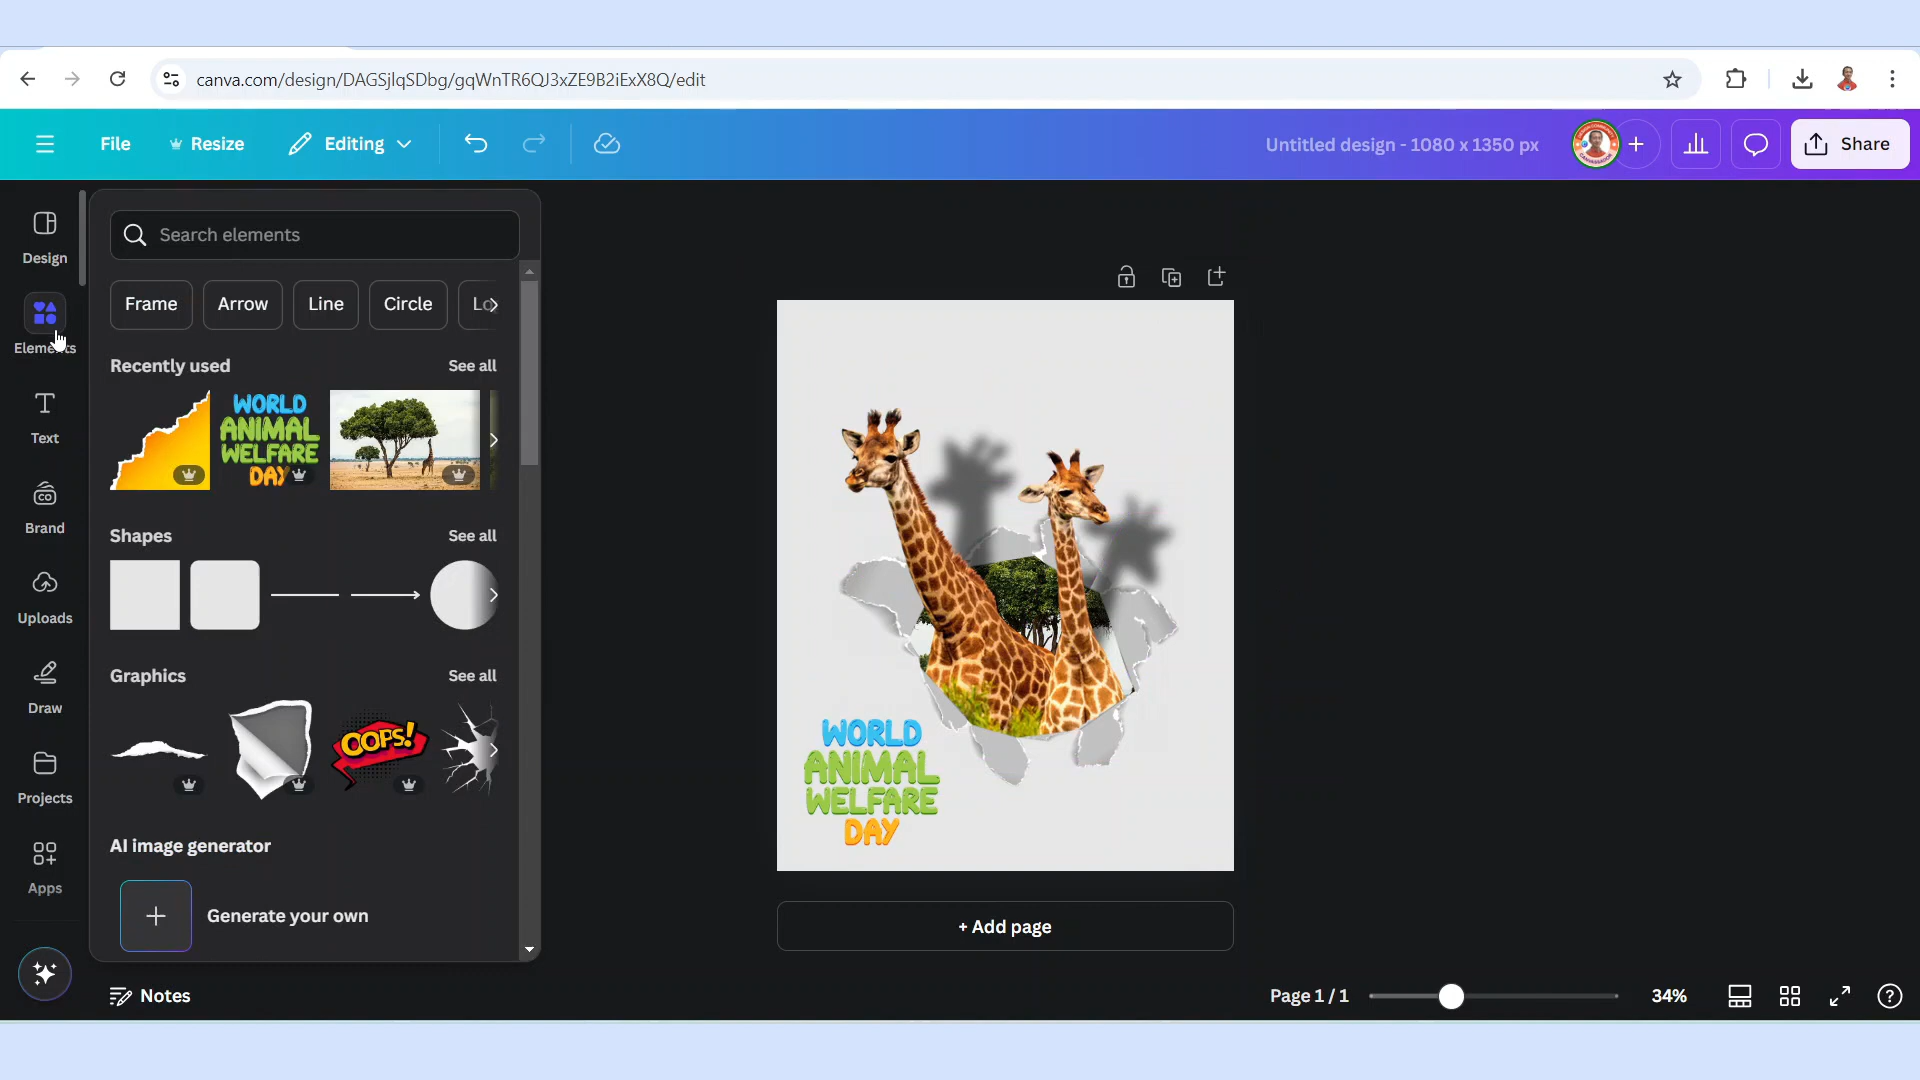 canva.com/design/DAGSjlqSDbg/gqWnTR6QJ3xZE9B2iExX8Q/edit
File
Resize
Editing
Untitled design - 1080 x 1350 px
Share
Design
Elements
Text
Brand
Uploads
Draw
Projects
Apps
Search elements
Frame
Arrow
Line
Circle
Recently used
See all
WORLD
ANIMAL
WELFARE
DAY
Shapes
See all
Graphics
See all
OOPS!
AI image generator
Generate your own
WORLD
ANIMAL
WELFARE
DAY
+ Add page
Notes
Page 1 / 1
34%